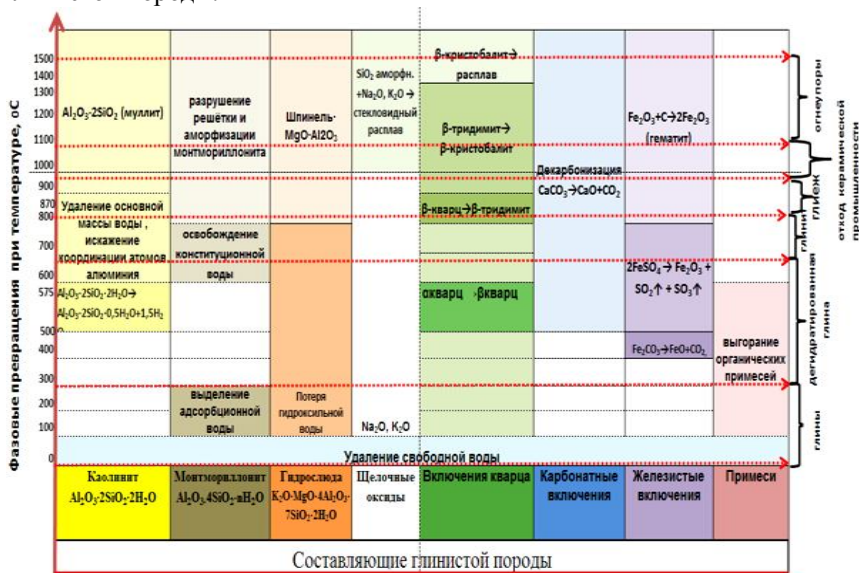 Фазовые превращения при температуре, оС
1500
1400
1300
1200
1100
1000
900
870
800
700
600
575
500
400
300
200
100
0
Al₂O₃·2SiO₂ (муллит)
Удаление основной
массы воды ,
искажение
координации атомов
алюминия
Al₂O₃·2SiO₂·2H₂O→
Al₂O₃·2SiO₂·0,5H₂O+1,5H₂
O
разрушение
решётки и
аморфизации
монтмориллонита
освобождение
конституционной
воды
выделение
адсорбционной
воды
Шпинель·
MgO·Al2O₃
Потеря
гидроксильной
воды
SiO₂ аморфн.
+Na₂O, K₂O →
стекловидный
расплав
Na₂O, K₂O
β-кристобалит→
расплав
β-тридимит→
β-кристобалит
β-кварц→β-тридимит
αкварц →βкварц
Декарбонизация
CaCO₃→CaO+CO₂
Fe₂O₃+C→2Fe₂O₃
(гематит)
2FeSO₄ → Fe₂O₃ +
SO₂↑ + SO₃↑
Fe₂CO₃→FeO+CO₂
выгорание
органических
примесей
Удаление свободной воды
огнеупоры
отход керамической
промышленности
глиеж
глинит
дегидратированная
глина
глины
Каолинит
Al₂O₃·2SiO₂·2H₂O
Монтмориллонит
Al₂O₃.4SiO₂·nH₂O
Гидрослюда
K₂O·MgO·4Al₂O₃·
7SiO₂·2H₂O
Щелочные
оксиды
Включения кварца
Карбонатные
включения
Железистые
включения
Примеси
Составляющие глинистой породы